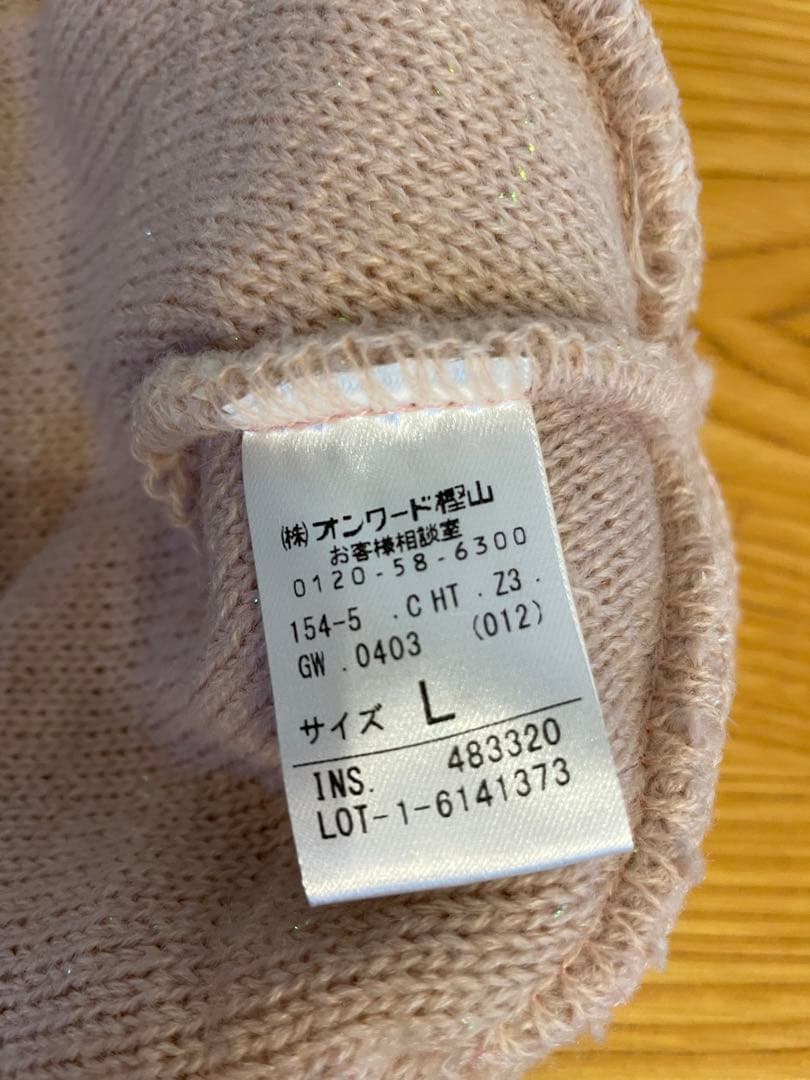 (株)オンワード樫山
お客様相談室
0120-58-6300
154-5 .CHT .Z3.
GW .0403 (012)
サイズ L
INS. 483320
LOT-1-6141373